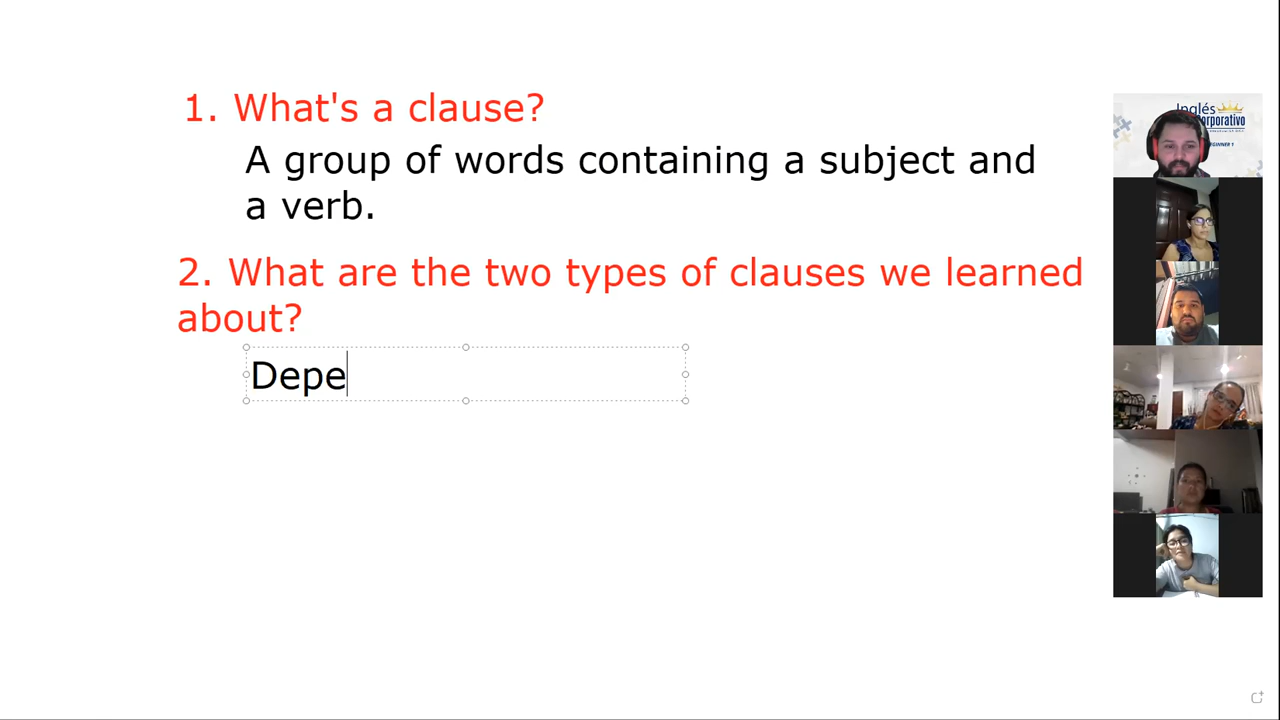 1. What's a clause?
A group of words containing a subject and
a verb.
2. What are the two types of clauses we learned
about?
Depe
Inglés